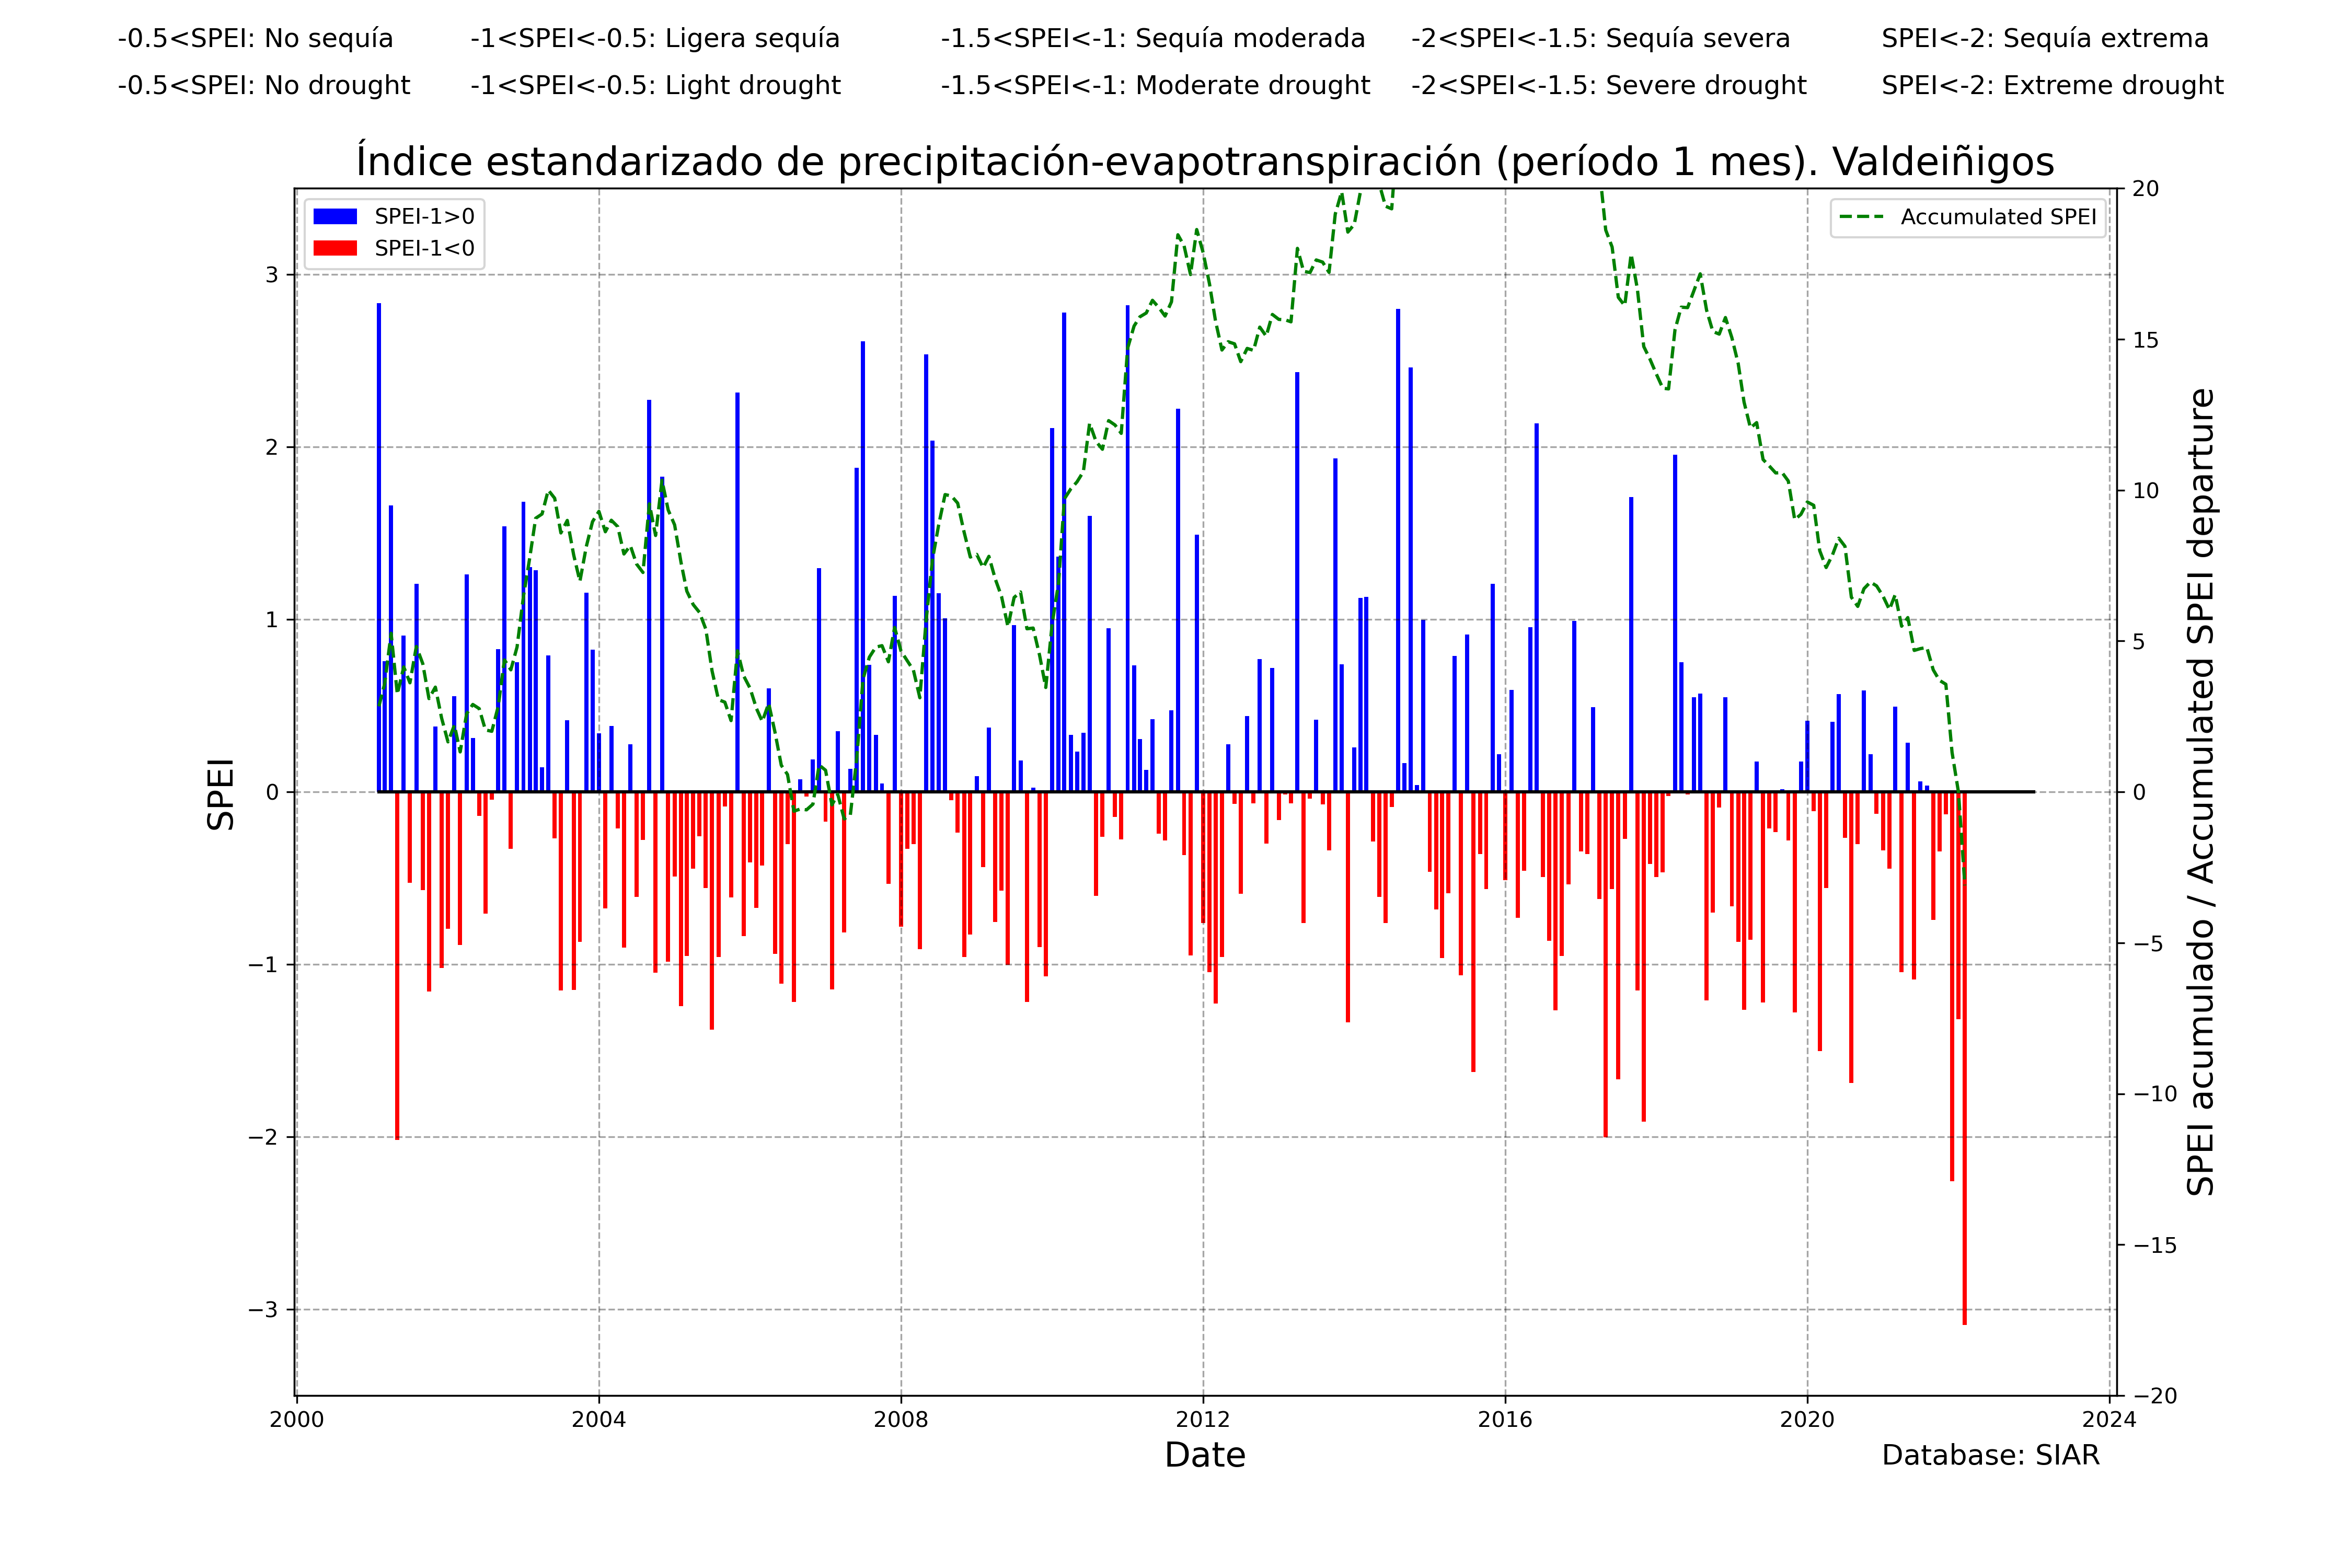 -0.5<SPEI: No sequía -1<SPEI<-0.5: Ligera sequía -1.5<SPEI<-1: Sequía moderada -2<SPEI<-1.5: Sequía severa SPEI<-2: Sequía extrema
-0.5<SPEI: No drought -1<SPEI<-0.5: Light drought -1.5<SPEI<-1: Moderate drought -2<SPEI<-1.5: Severe drought SPEI<-2: Extreme drought
Índice estandarizado de precipitación-evapotranspiración (período 1 mes). Valdeiñigos
SPEI-1>0
SPEI-1<0
Accumulated SPEI
SPEI
3
2
1
0
−1
−2
−3
20
15
10
5
0
−5
−10
−15
−20
SPEI acumulado / Accumulated SPEI departure
2000 2004 2008 2012 2016 2020 2024
Date
Database: SIAR